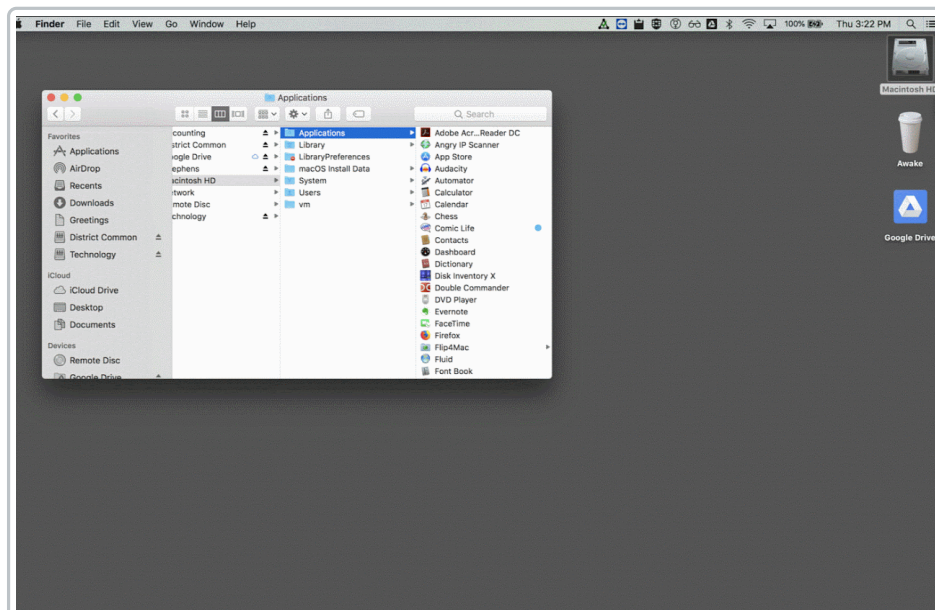 Finder File Edit View Go Window Help 100% Thu 3:22 PM
Macintosh HD
Awake
Google Drive
Applications
Search
Favorites
Applications
AirDrop
Recents
Downloads
Greetings
District Common
Technology
iCloud
iCloud Drive
Desktop
Documents
Devices
Remote Disc
Google Drive
counting
strict Common
oogle Drive
ephens
acintosh HD
etwork
mote Disc
chnology
Applications
Library
LibraryPreferences
macOS Install Data
System
Users
vm
Adobe Acr...Reader DC
Angry IP Scanner
App Store
Audacity
Automator
Calculator
Calendar
Chess
Comic Life
Contacts
Dashboard
Dictionary
Disk Inventory X
Double Commander
DVD Player
Evernote
FaceTime
Firefox
Flip4Mac
Fluid
Font Book